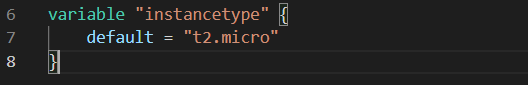 6 variable "instancetype" {
7     default = "t2.micro"
8 }